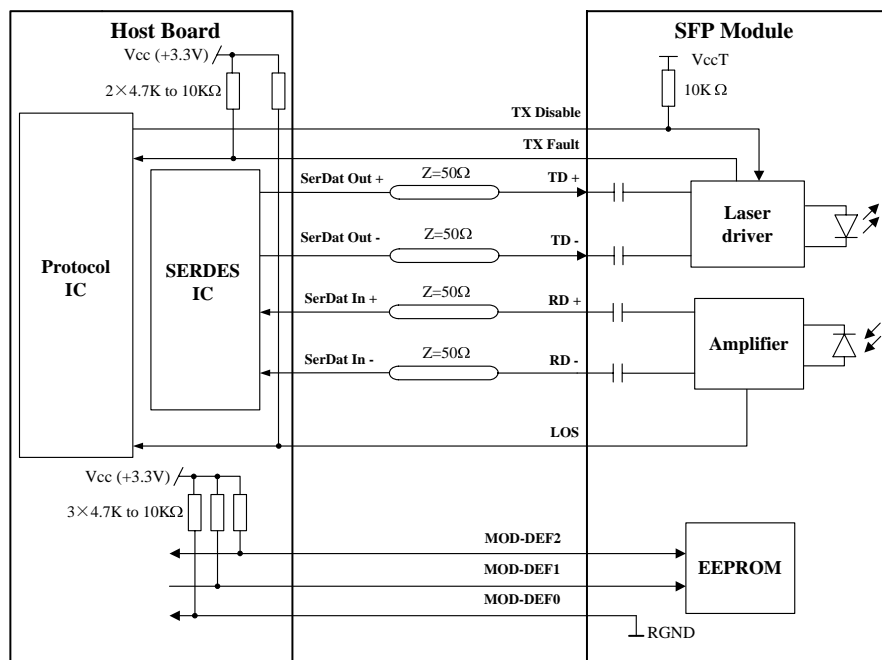 Host Board
SFP Module
Vcc (+3.3V)
VccT
2×4.7K to 10KΩ
10K Ω
TX Disable
TX Fault
SerDat Out +
Z=50Ω
TD +
Laser
driver
SerDat Out -
Z=50Ω
TD -
Protocol
IC
SERDES
IC
SerDat In +
Z=50Ω
RD +
Amplifier
SerDat In -
Z=50Ω
RD -
LOS
Vcc (+3.3V)
3×4.7K to 10KΩ
MOD-DEF2
EEPROM
MOD-DEF1
MOD-DEF0
RGND